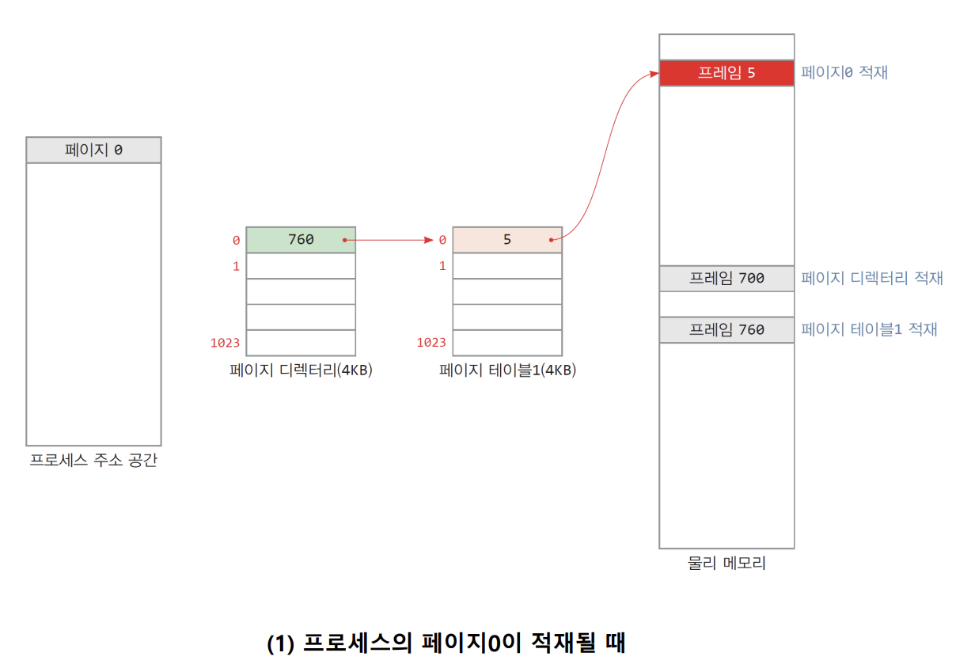 프레임 5
페이지0 적재
페이지 0
0
760
0
5
1
1
프레임 700
페이지 디렉터리 적재
프레임 760
페이지 테이블1 적재
1023
1023
페이지 디렉터리(4KB)
페이지 테이블1(4KB)
프로세스 주소 공간
물리 메모리
(1) 프로세스의 페이지0이 적재될 때